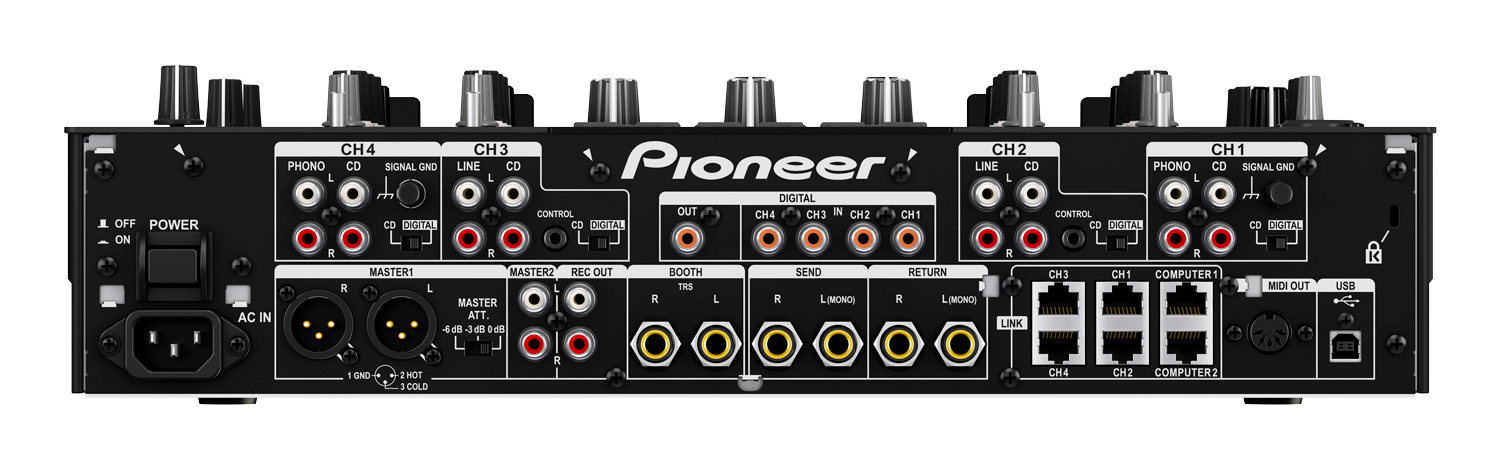 CH4
CH3
Pioneer
CH2
CH1
PHONO CD SIGNAL GND
L
R
CD DIGITAL
LINE CD
L
R
CONTROL
CD DIGITAL
DIGITAL
OUT CH4 CH3 IN CH2 CH1
LINE CD
L
R
CONTROL
CD DIGITAL
PHONO CD SIGNAL GND
L
R
CD DIGITAL
OFF
ON
POWER
K
AC IN
MASTER1
R L
MASTER
ATT.
-6 dB -3 dB 0 dB
1 GND 2 HOT
3 COLD
MASTER2 REC OUT
L
R
BOOTH
TRS
R L
SEND
R L (MONO)
RETURN
R L (MONO)
LINK
CH3 CH1 COMPUTER1
CH4 CH2 COMPUTER2
MIDI OUT
USB